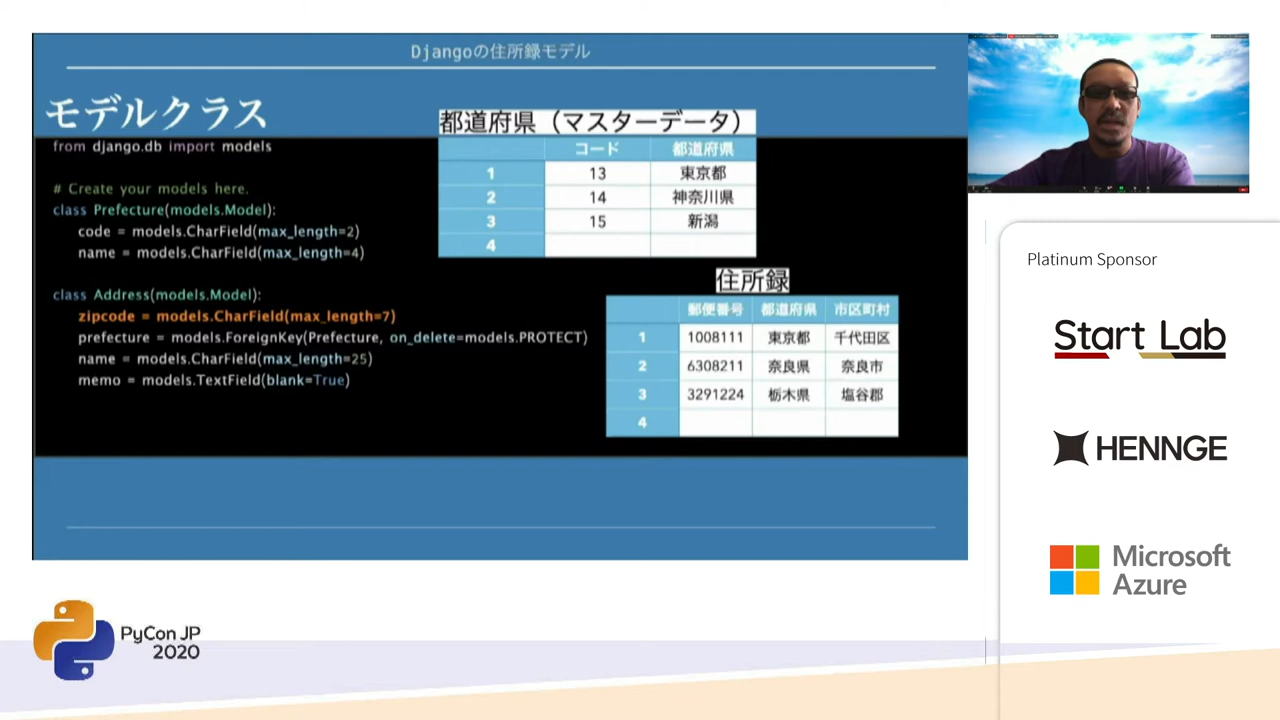 Djangoの住所録モデル
モデルクラス
from django.db import models
# Create your models here.
class Prefecture(models.Model):
code = models.CharField(max_length=2)
name = models.CharField(max_length=4)
class Address(models.Model):
zipcode = models.CharField(max_length=7)
prefecture = models.ForeignKey(Prefecture, on_delete=models.PROTECT)
name = models.CharField(max_length=25)
memo = models.TextField(blank=True)
都道府県（マスターデータ）
コード 都道府県
1 13 東京都
2 14 神奈川県
3 15 新潟
4
住所録
郵便番号 都道府県 市区町村
1 1008111 東京都 千代田区
2 6308211 奈良県 奈良市
3 3291224 栃木県 塩谷郡
4
Platinum Sponsor
Start Lab
HENNGE
Microsoft
Azure
PyCon JP
2020